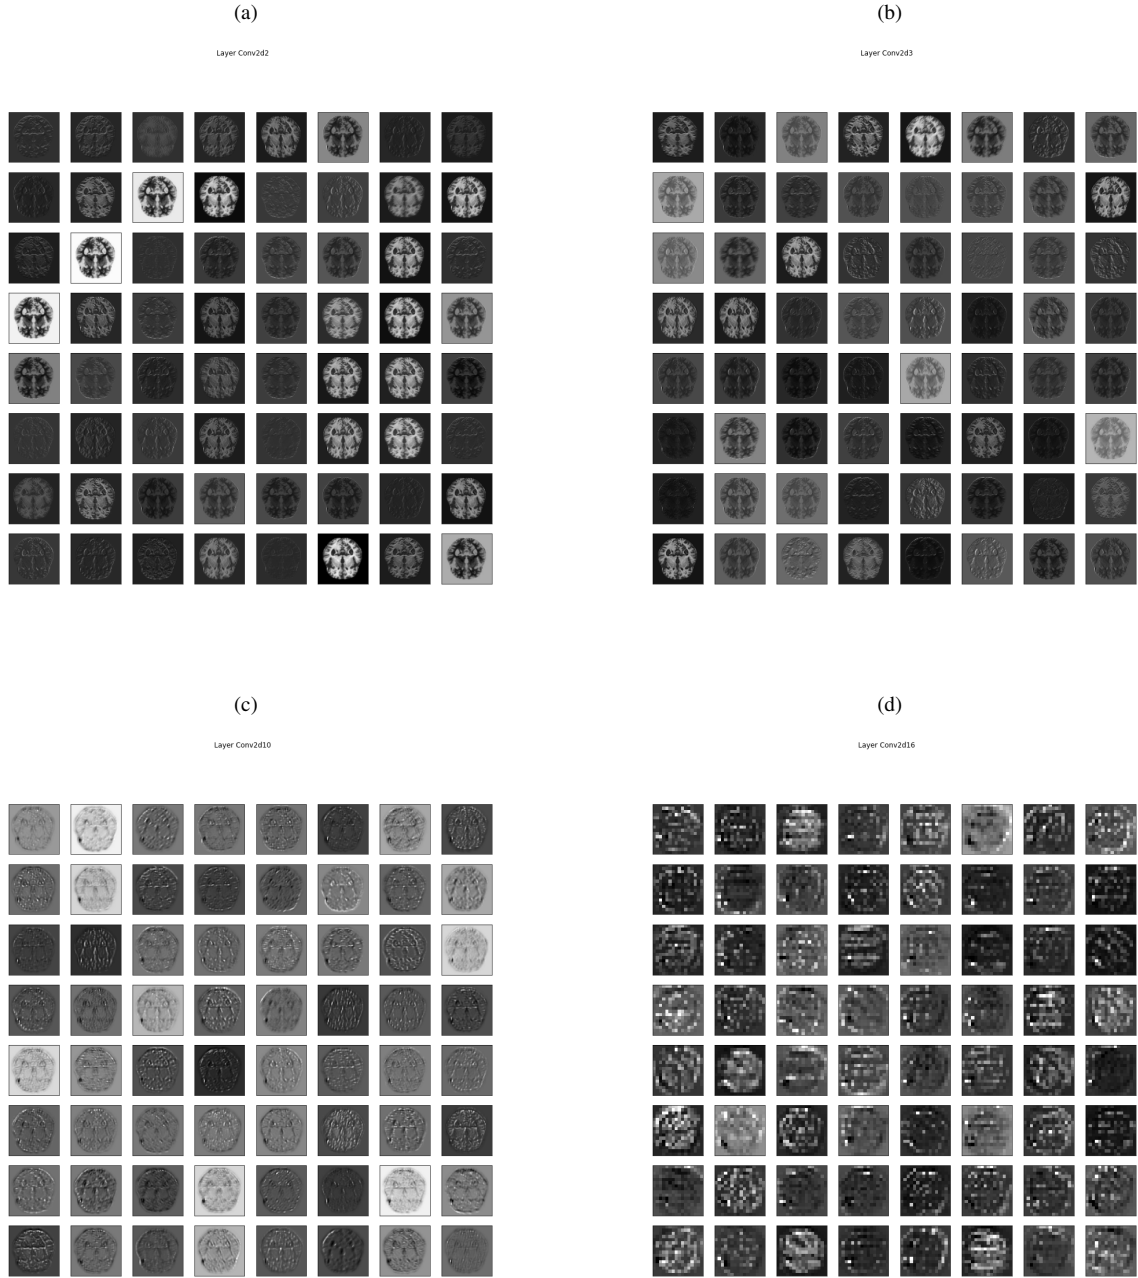 (a)
(b)
Layer Conv2d2
Layer Conv2d3
(c)
(d)
Layer Conv2d10
Layer Conv2d16